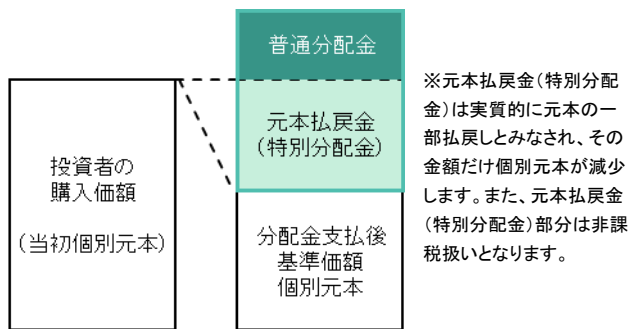 普通分配金
元本払戻金
(特別分配金)
投資者の
購入価額
(当初個別元本)
分配金支払後
基準価額
個別元本
※元本払戻金(特別分配
金)は実質的に元本の一
部払戻しとみなされ、その
金額だけ個別元本が減少
します。また、元本払戻金
(特別分配金)部分は非課
税扱いとなります。